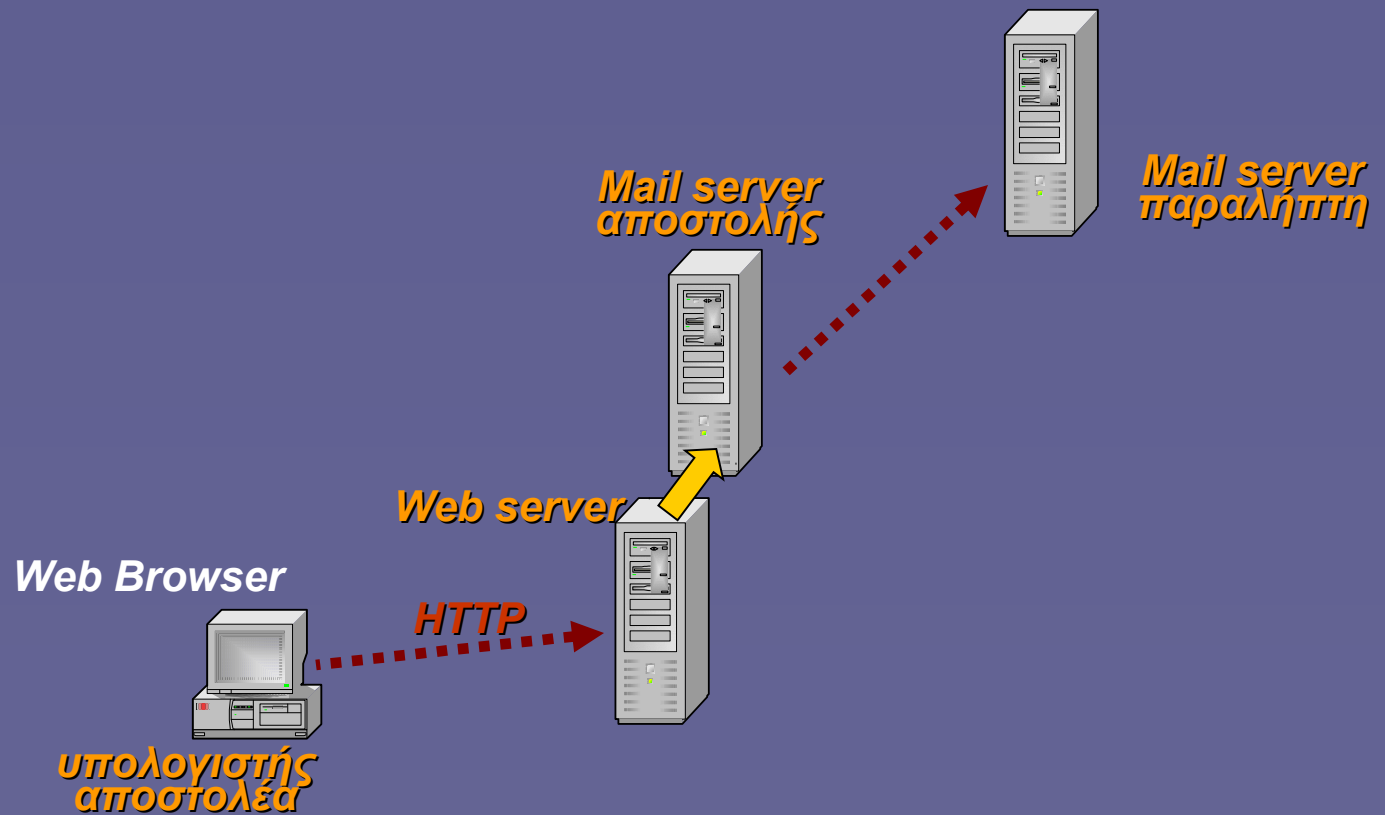 Mail server
παραλήπτη
Mail server
αποστολής
Web server
Web Browser
HTTP
υπολογιστής
αποστολέα